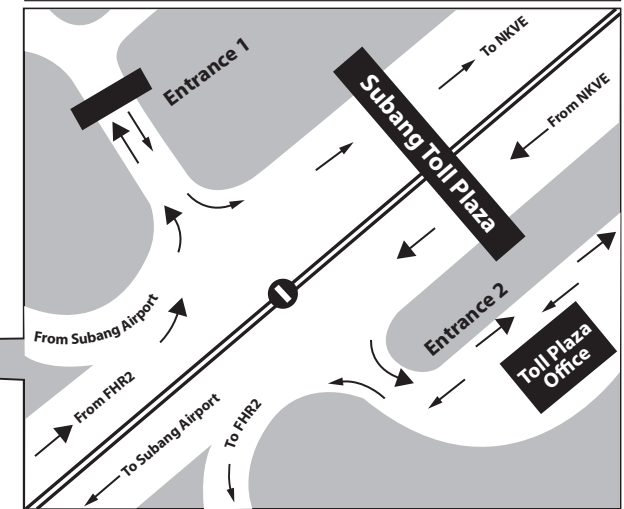 To NKVE
Entrance 1
Subang Toll Plaza
From NKVE
From Subang Airport
Entrance 2
Toll Plaza
Office
From FHR2
To Subang Airport
To FHR2